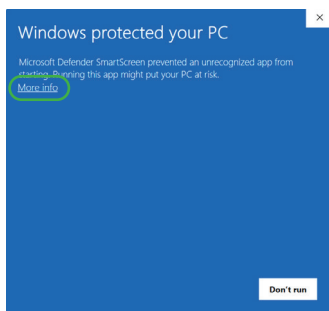 Windows protected your PC
Microsoft Defender SmartScreen prevented an unrecognized app from
starting. Running this app might put your PC at risk.
More info
Don't run